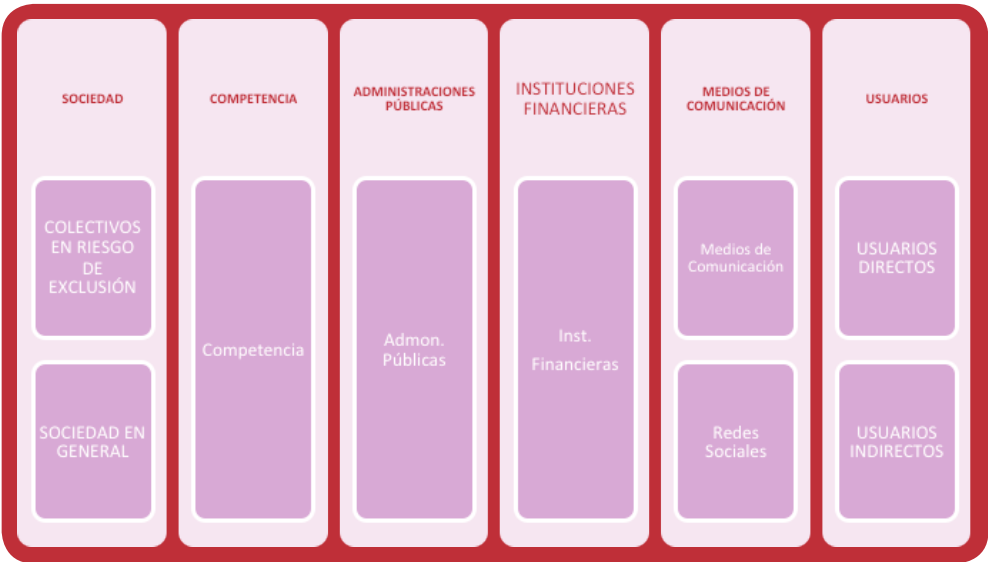 SOCIEDAD
COMPETENCIA
ADMINISTRACIONES
PÚBLICAS
INSTITUCIONES
FINANCIERAS
MEDIOS DE
COMUNICACIÓN
USUARIOS
COLECTIVOS
EN RIESGO
DE
EXCLUSIÓN
SOCIEDAD EN
GENERAL
Competencia
Admon.
Públicas
Inst.
Financieras
Medios de
Comunicación
Redes
Sociales
USUARIOS
DIRECTOS
USUARIOS
INDIRECTOS